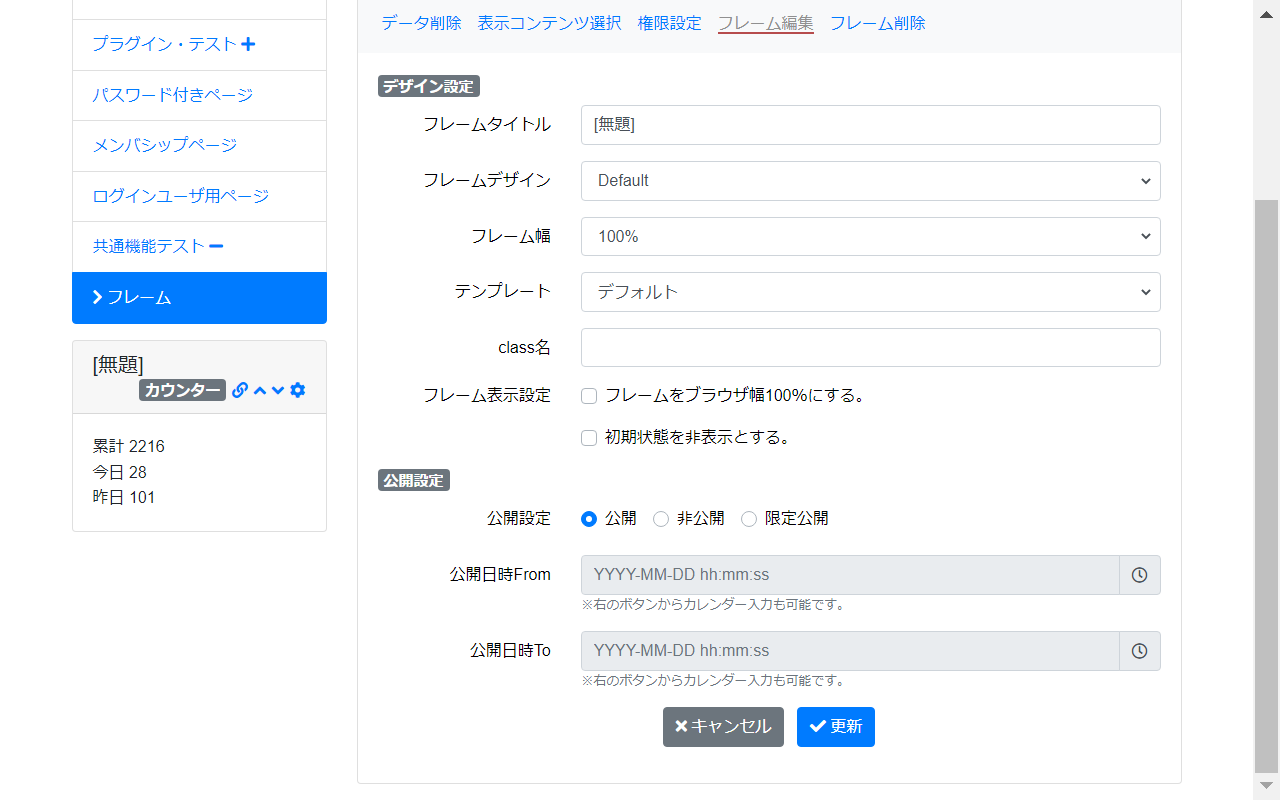 プラグイン・テスト
パスワード付きページ
メンバシップページ
ログインユーザ用ページ
共通機能テスト
フレーム
[無題]
カウンター
累計 2216
今日 28
昨日 101
データ削除 表示コンテンツ選択 権限設定 フレーム編集 フレーム削除
デザイン設定
フレームタイトル [無題]
フレームデザイン Default
フレーム幅 100%
テンプレート デフォルト
class名
フレーム表示設定 フレームをブラウザ幅100%にする。
初期状態を非表示とする。
公開設定
公開設定 公開 非公開 限定公開
公開日時From YYYY-MM-DD hh:mm:ss
※右のボタンからカレンダー入力も可能です。
公開日時To YYYY-MM-DD hh:mm:ss
※右のボタンからカレンダー入力も可能です。
キャンセル 更新